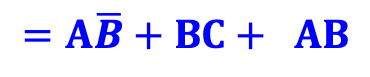 = AB̅ + BC + AB